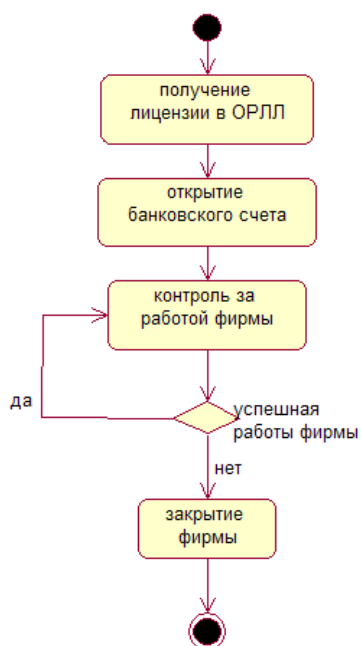 получение
лицензии в ОРЛЛ
открытие
банковского счета
контроль за
работой фирмы
да
успешная
работы фирмы
нет
закрытие
фирмы